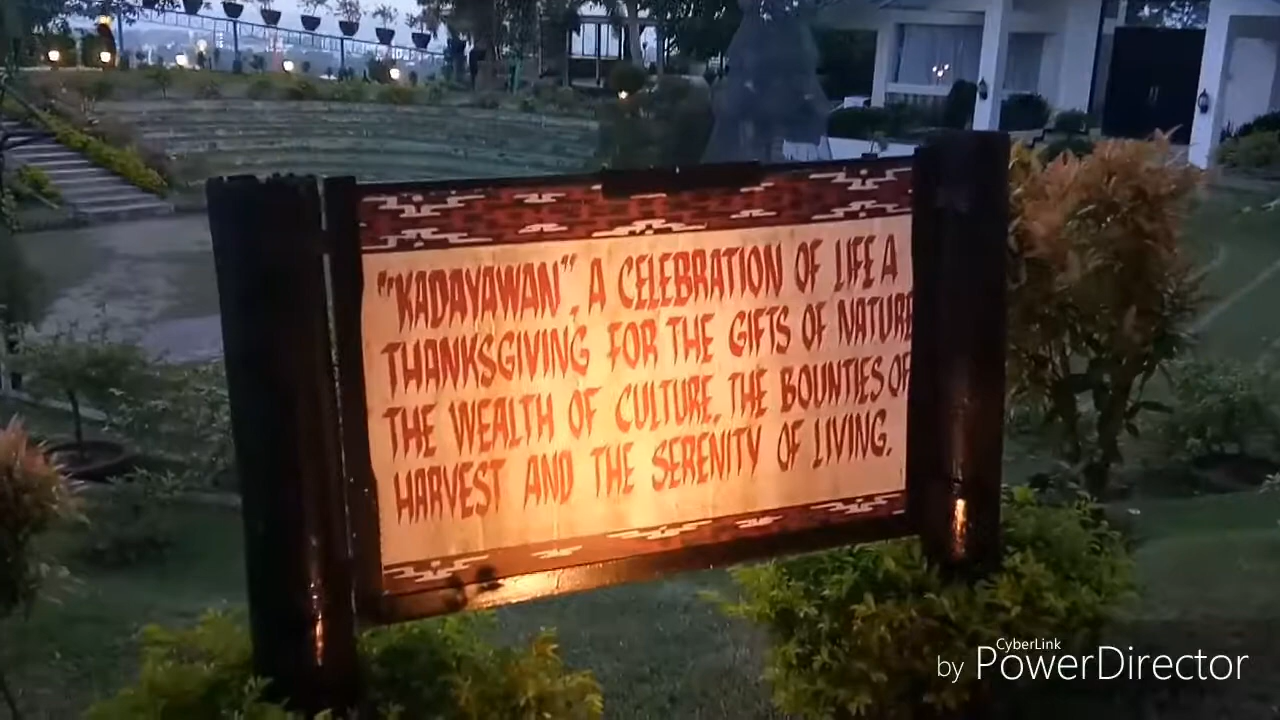 "KADAYAWAN", A CELEBRATION OF LIFE A
THANKSGIVING FOR THE GIFTS OF NATURE
THE WEALTH OF CULTURE, THE BOUNTIES OF
HARVEST AND THE SERENITY OF LIVING.
CyberLink
by PowerDirector